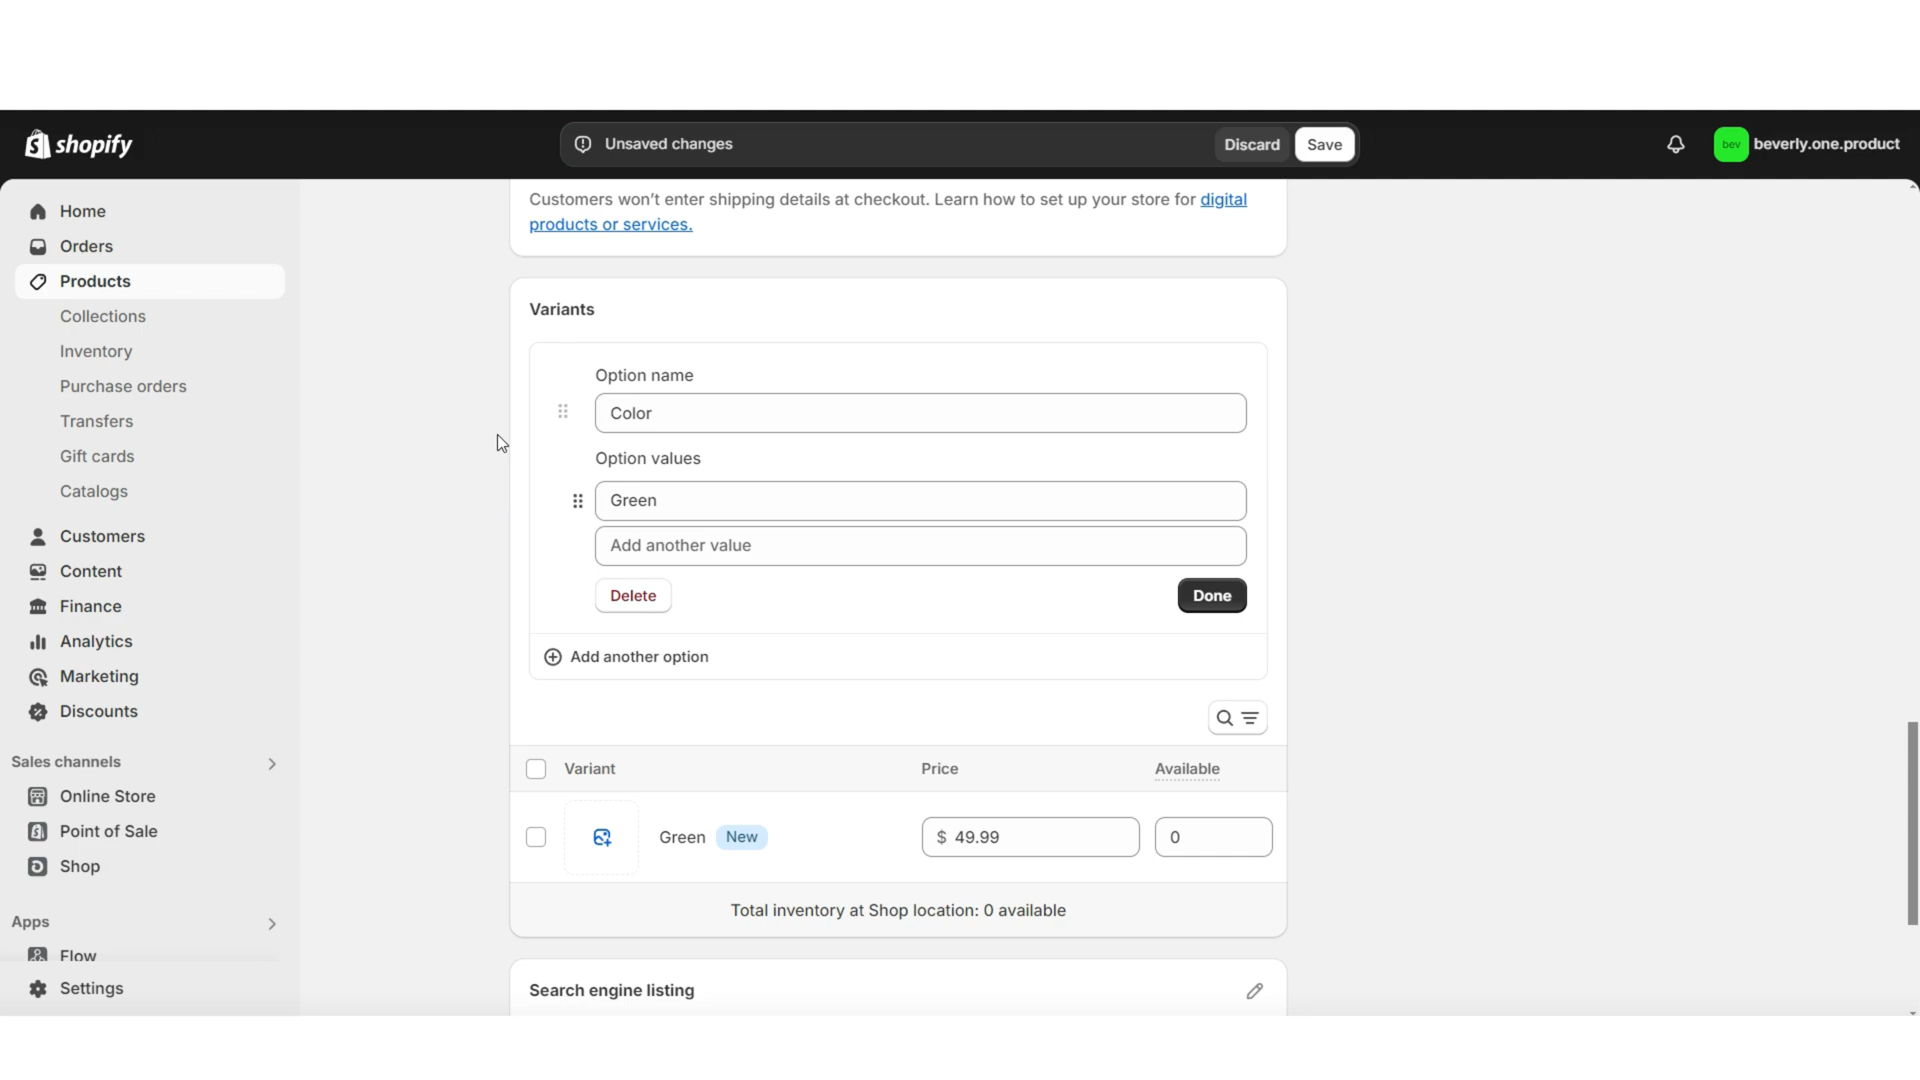 shopify
Unsaved changes
Discard
Save
bev
beverly.one.product
Home
Orders
Products
Collections
Inventory
Purchase orders
Transfers
Gift cards
Catalogs
Customers
Content
Finance
Analytics
Marketing
Discounts
Sales channels
Online Store
Point of Sale
Shop
Apps
Flow
Settings
Customers won’t enter shipping details at checkout. Learn how to set up your store for digital
products or services.
Variants
Option name
Color
Option values
Green
Add another value
Delete
Done
Add another option
Variant
Price
Available
Green
New
$ 49.99
0
Total inventory at Shop location: 0 available
Search engine listing